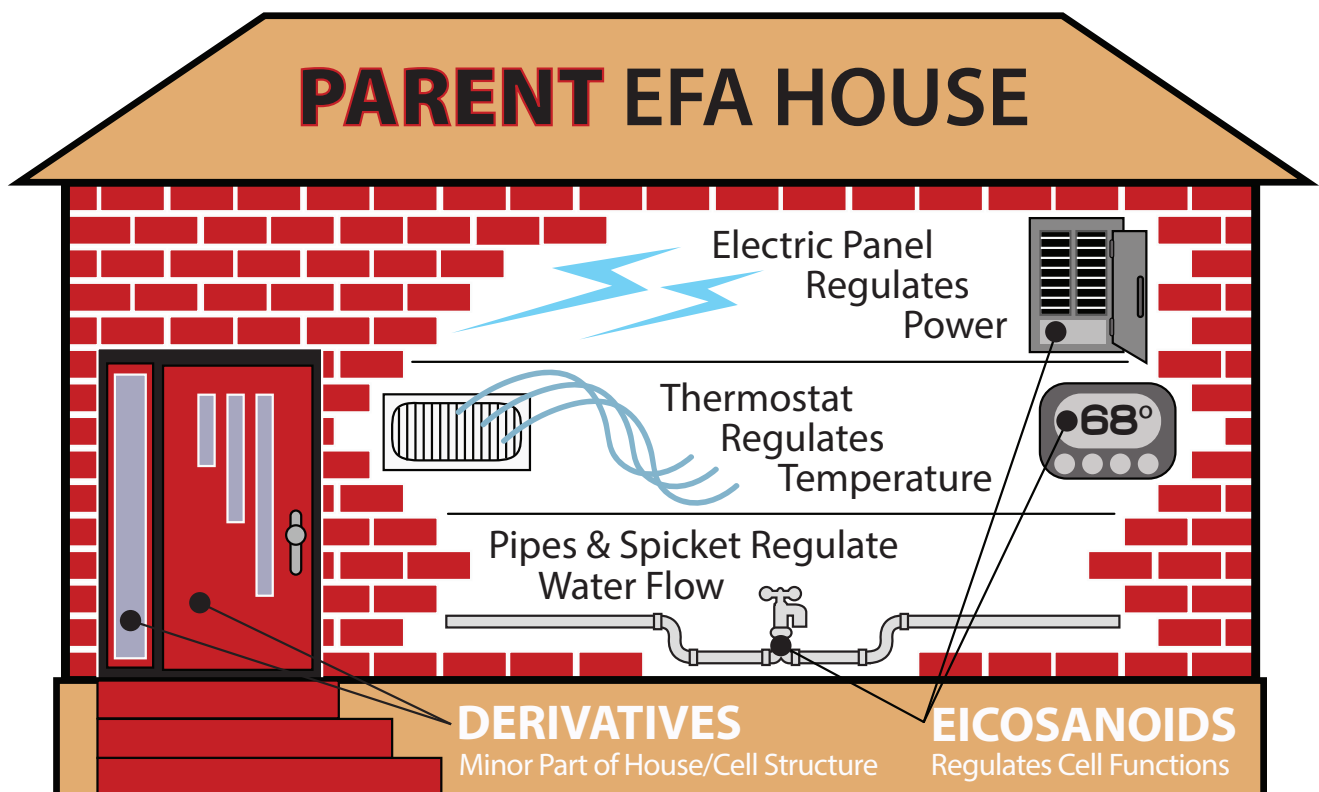 PARENT EFA HOUSE
Electric Panel
Regulates
Power
Thermostat
Regulates
Temperature
68°
Pipes & Spicket Regulate
Water Flow
DERIVATIVES
Minor Part of House/Cell Structure
EICOSANOIDS
Regulates Cell Functions